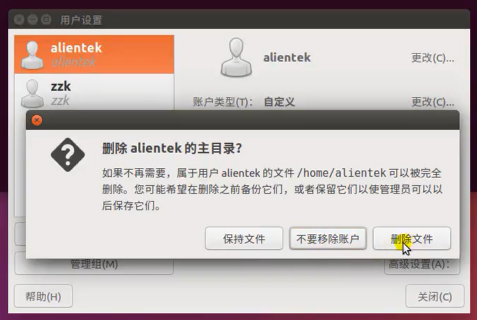 用户设置
alientek
alientek
alientek
更改(C)...
zzk
zzk
账户类型(T)： 自定义
更改(C)...
删除 alientek 的主目录?
如果不再需要，属于用户 alientek 的文件 /home/alientek 可以被完全
删除。您可能希望在删除之前备份它们，或者保留它们以使管理员可以以
后保存它们。
保持文件
不要移除账户
删除文件
管理组(M)
高级设置(A)：
帮助(H)
关闭(C)